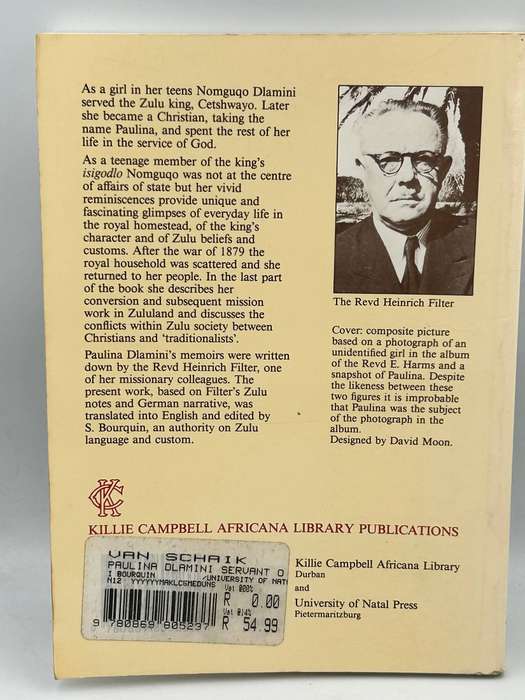 As a girl in her teens Nomguqo Dlamini
served the Zulu king, Cetshwayo. Later
she became a Christian, taking the
name Paulina, and spent the rest of her
life in the service of God.
As a teenage member of the king's
isigodlo Nomguqo was not at the centre
of affairs of state but her vivid
reminiscences provide unique and
fascinating glimpses of everyday life in
the royal homestead, of the king's
character and of Zulu beliefs and
customs. After the war of 1879 the
royal household was scattered and she
returned to her people. In the last part
of the book she describes her
conversion and subsequent mission
work in Zululand and discusses the
conflicts within Zulu society between
Christians and 'traditionalists'.
Paulina Dlamini's memoirs were written
down by the Revd Heinrich Filter, one
of her missionary colleagues. The
present work, based on Filter's Zulu
notes and German narrative, was
translated into English and edited by
S. Bourquin, an authority on Zulu
language and custom.
The Revd Heinrich Filter
Cover: composite picture
based on a photograph of an
unidentified girl in the album
of the Revd E. Harms and a
snapshot of Paulina. Despite
the likeness between these
two figures it is improbable
that Paulina was the subject
of the photograph in the
album.
Designed by David Moon.
KILLIE CAMPBELL AFRICANA LIBRARY PUBLICATIONS
VAN SCHAIK
PAULINA DLAMINI SERVANT O
I BOURQUIN /UNIVERSITY OF NAT
N12 YYYYYYMAKLCGMEDUNS
Vat @00%
R 0.00
Vat @14%
R 54.99
9 780869 805237
Killie Campbell Africana Library
Durban
and
University of Natal Press
Pietermaritzburg